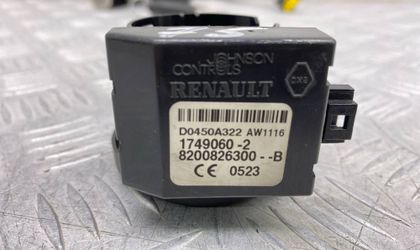 JOHNSON
CONTROLS
RENAULT
D0450A322 AW1116
1749060 -2
8200826300--B
CE 0523